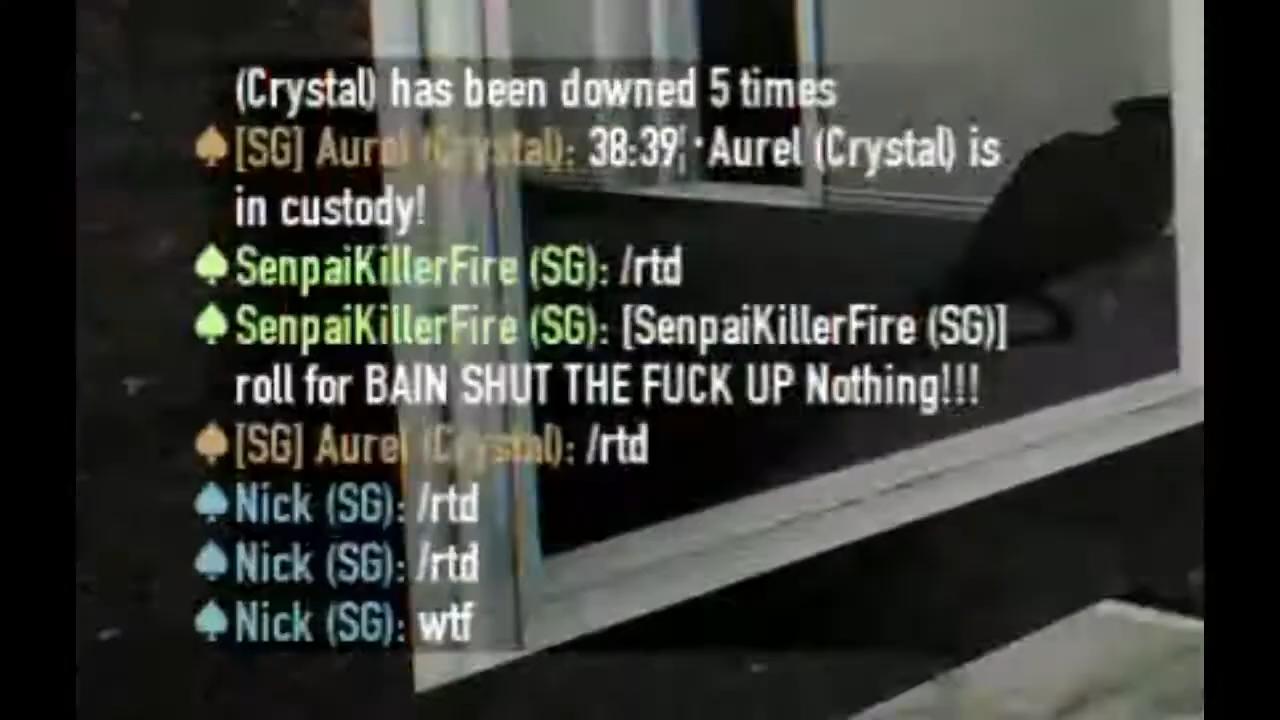 (Crystal) has been downed 5 times
[SG] Aurel (Crystal): 38:39: Aurel (Crystal) is
in custody!
SenpaiKillerFire (SG): /rtd
SenpaiKillerFire (SG): [SenpaiKillerFire (SG)]
roll for BAIN SHUT THE FUCK UP Nothing!!!
[SG] Aurel (Crystal): /rtd
Nick (SG): /rtd
Nick (SG): /rtd
Nick (SG): wtf